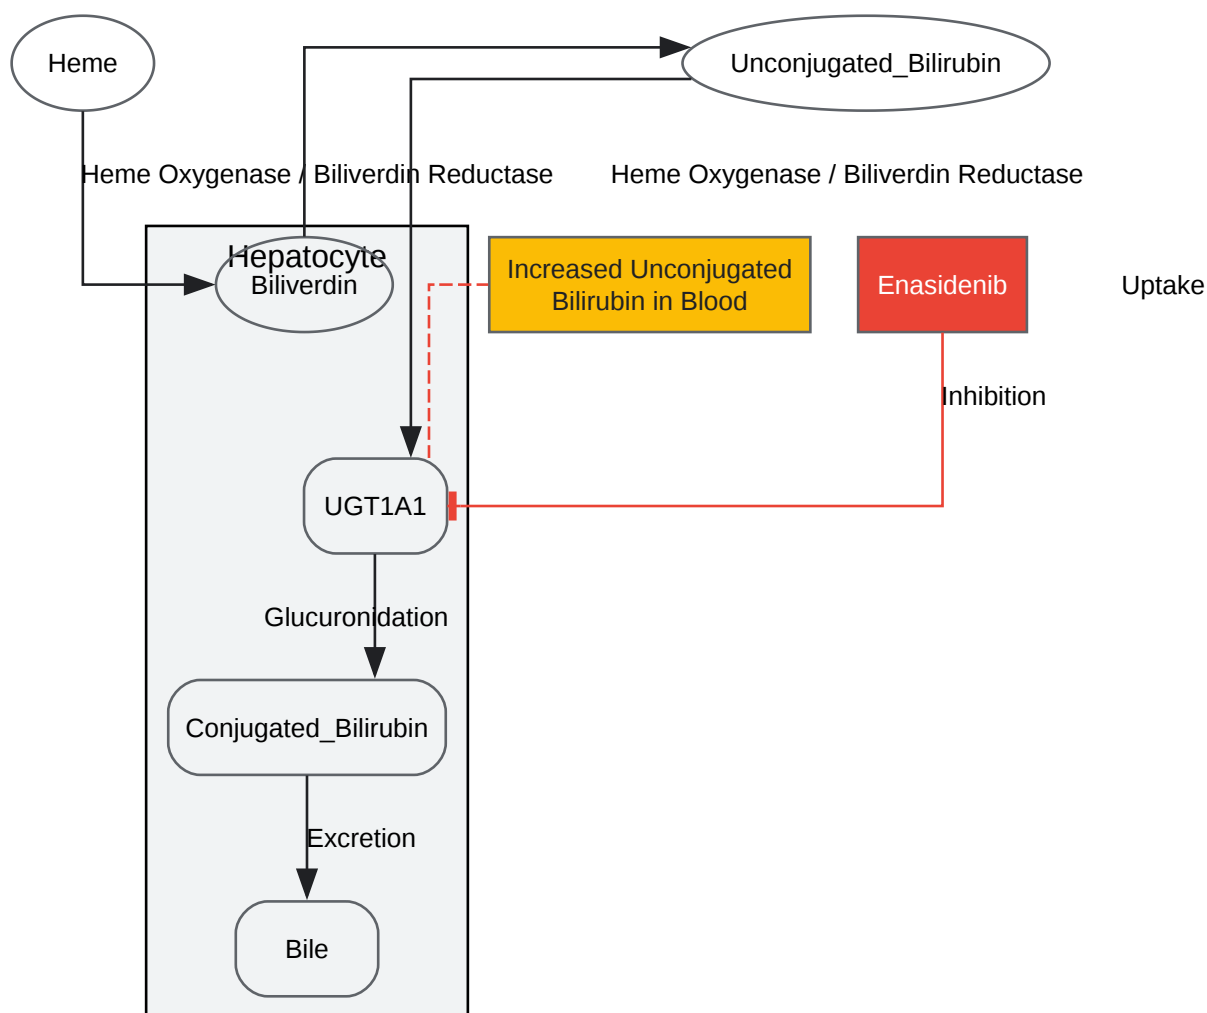 Heme
Unconjugated_Bilirubin
Heme Oxygenase / Biliverdin Reductase
Heme Oxygenase / Biliverdin Reductase
Hepatocyte
Biliverdin
Increased Unconjugated
Bilirubin in Blood
Enasidenib
Uptake
Inhibition
UGT1A1
Glucuronidation
Conjugated_Bilirubin
Excretion
Bile